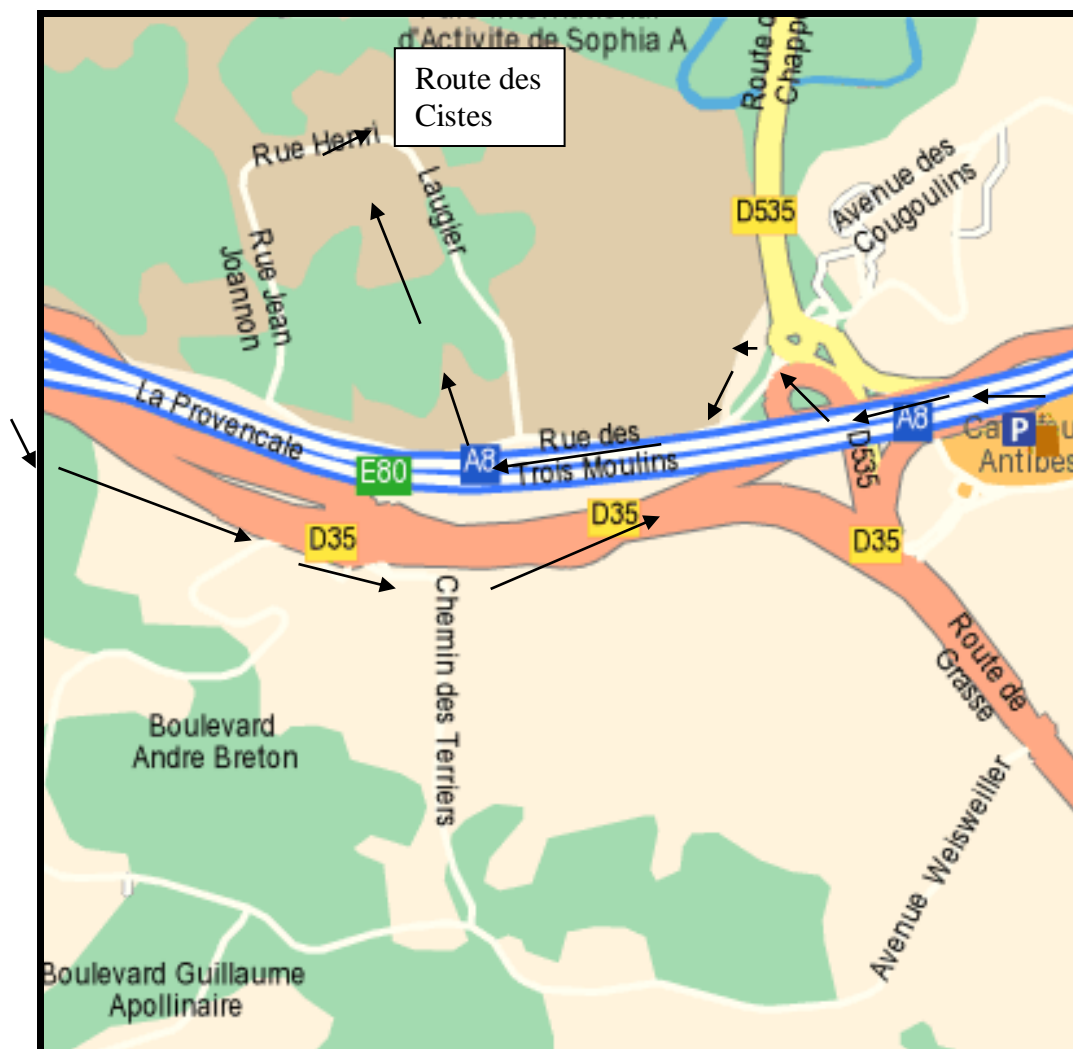 d'Activite de Sophia A
Route des
Cistes
Chappe
Rue Henri
Laugier
Avenue des
Cougoulins
D535
Rue Jean
Joannon
La Provencale
Rue des
Trois Moulins
A8
A8
E80
P
Antibes
D535
D35
D35
D35
Chemin des Terriers
Route de
Grasse
Boulevard
Andre Breton
Avenue Weisweiller
Boulevard Guillaume
Apollinaire